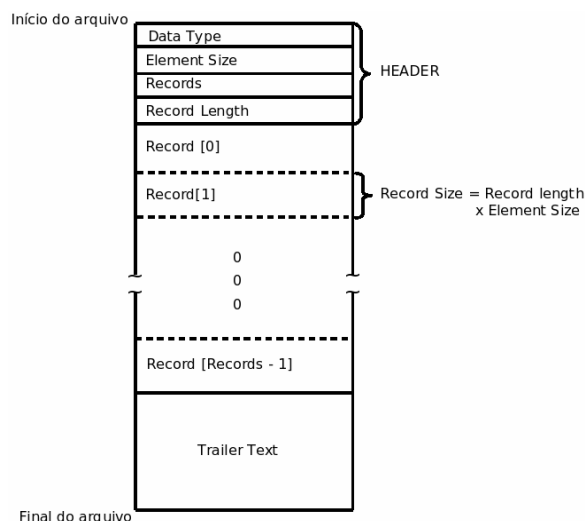 Início do arquivo
Data Type
Element Size
HEADER
Records
Record Length
Record [0]
Record[1]
Record Size = Record length
x Element Size
0
0
0
Record [Records - 1]
Trailer Text
Final do arquivo